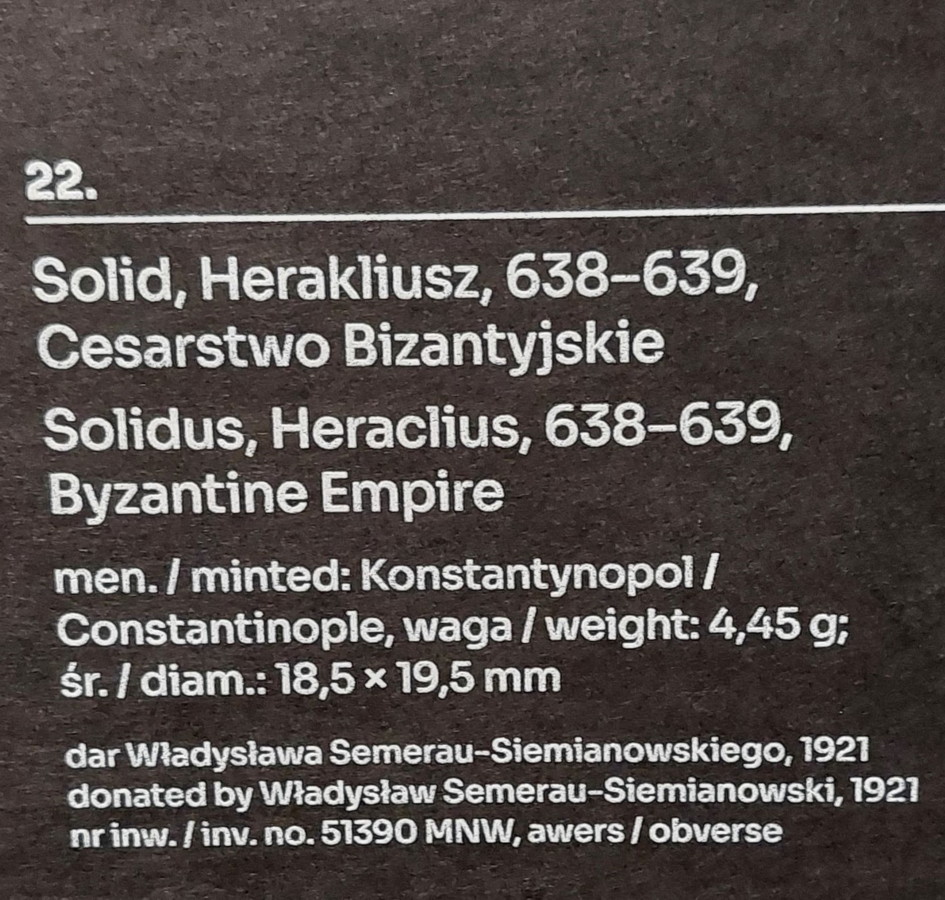 22.
Solid, Herakliusz, 638–639,
Cesarstwo Bizantyjskie
Solidus, Heraclius, 638–639,
Byzantine Empire
men. / minted: Konstantynopol /
Constantinople, waga / weight: 4,45 g;
śr. / diam.: 18,5 × 19,5 mm
dar Władysława Semerau–Siemianowskiego, 1921
donated by Władysław Semerau–Siemianowski, 1921
nr inw. / inv. no. 51390 MNW, awers / obverse